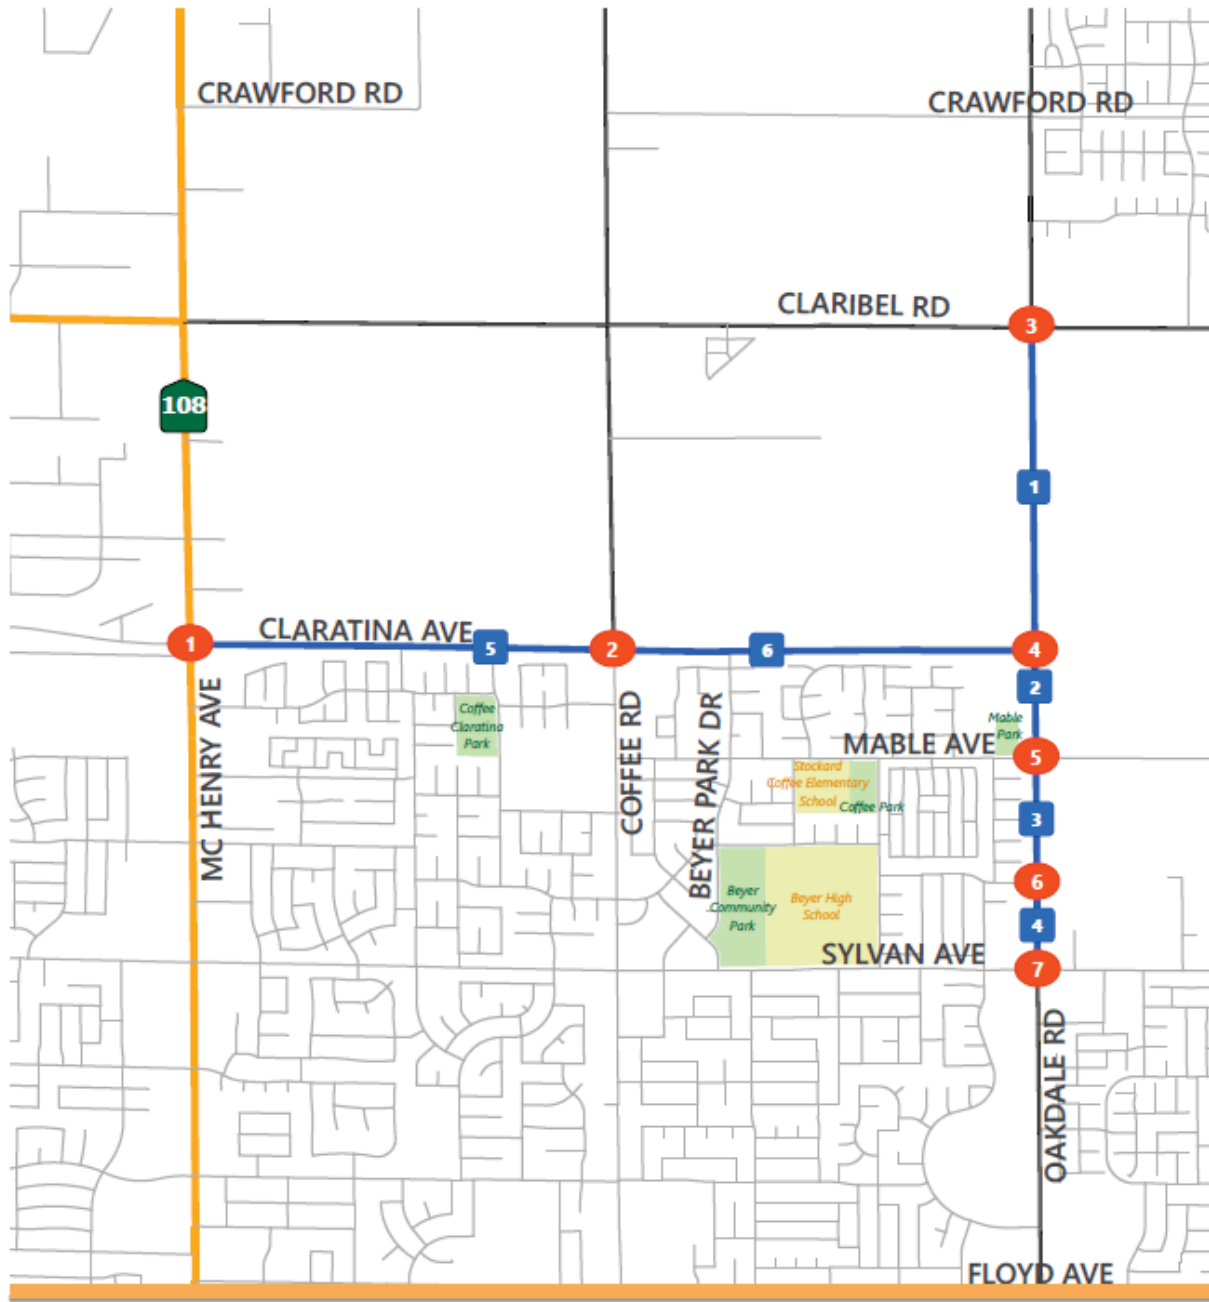 CRAWFORD RD
CRAWFORD RD
CLARIBEL RD
3
108
1
1
CLARATINA AVE
5
2
6
4
2
MC HENRY AVE
Coffee
Claratina
Park
COFFEE RD
BEYER PARK DR
Mable
Park
MABLE AVE
5
Stockard
Coffee Elementary
School
Coffee Park
3
6
Beyer
Community
Park
Beyer High
School
4
SYLVAN AVE
7
OAKDALE RD
FLOYD AVE